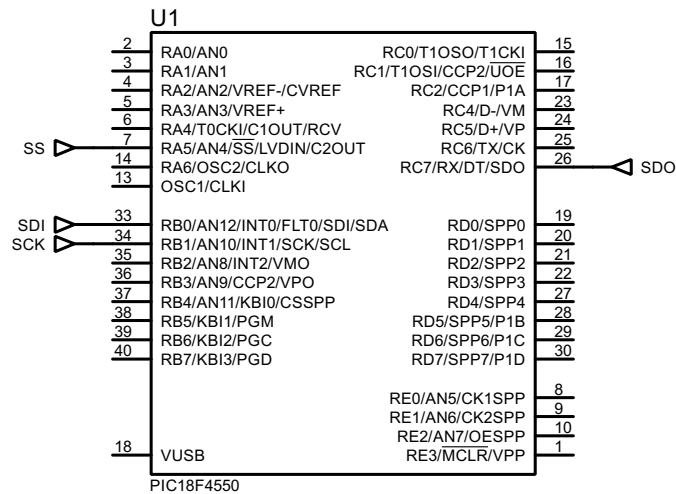 U1
2 RA0/AN0 RC0/T1OSO/T1CKI 15
3 RA1/AN1 RC1/T1OSI/CCP2/UOE 16
4 RA2/AN2/VREF-/CVREF RC2/CCP1/P1A 17
5 RA3/AN3/VREF+ RC4/D-/VM 23
6 RA4/T0CKI/C1OUT/RCV RC5/D+/VP 24
SS 7 RA5/AN4/SS/LVDIN/C2OUT RC6/TX/CK 25
14 RA6/OSC2/CLKO RC7/RX/DT/SDO 26 SDO
13 OSC1/CLKI
SDI 33 RB0/AN12/INT0/FLT0/SDI/SDA RD0/SPP0 19
SCK 34 RB1/AN10/INT1/SCK/SCL RD1/SPP1 20
35 RB2/AN8/INT2/VMO RD2/SPP2 21
36 RB3/AN9/CCP2/VPO RD3/SPP3 22
37 RB4/AN11/KBI0/CSSPP RD4/SPP4 27
38 RB5/KBI1/PGM RD5/SPP5/P1B 28
39 RB6/KBI2/PGC RD6/SPP6/P1C 29
40 RB7/KBI3/PGD RD7/SPP7/P1D 30
RE0/AN5/CK1SPP 8
RE1/AN6/CK2SPP 9
RE2/AN7/OESPP 10
18 VUSB RE3/MCLR/VPP 1
PIC18F4550